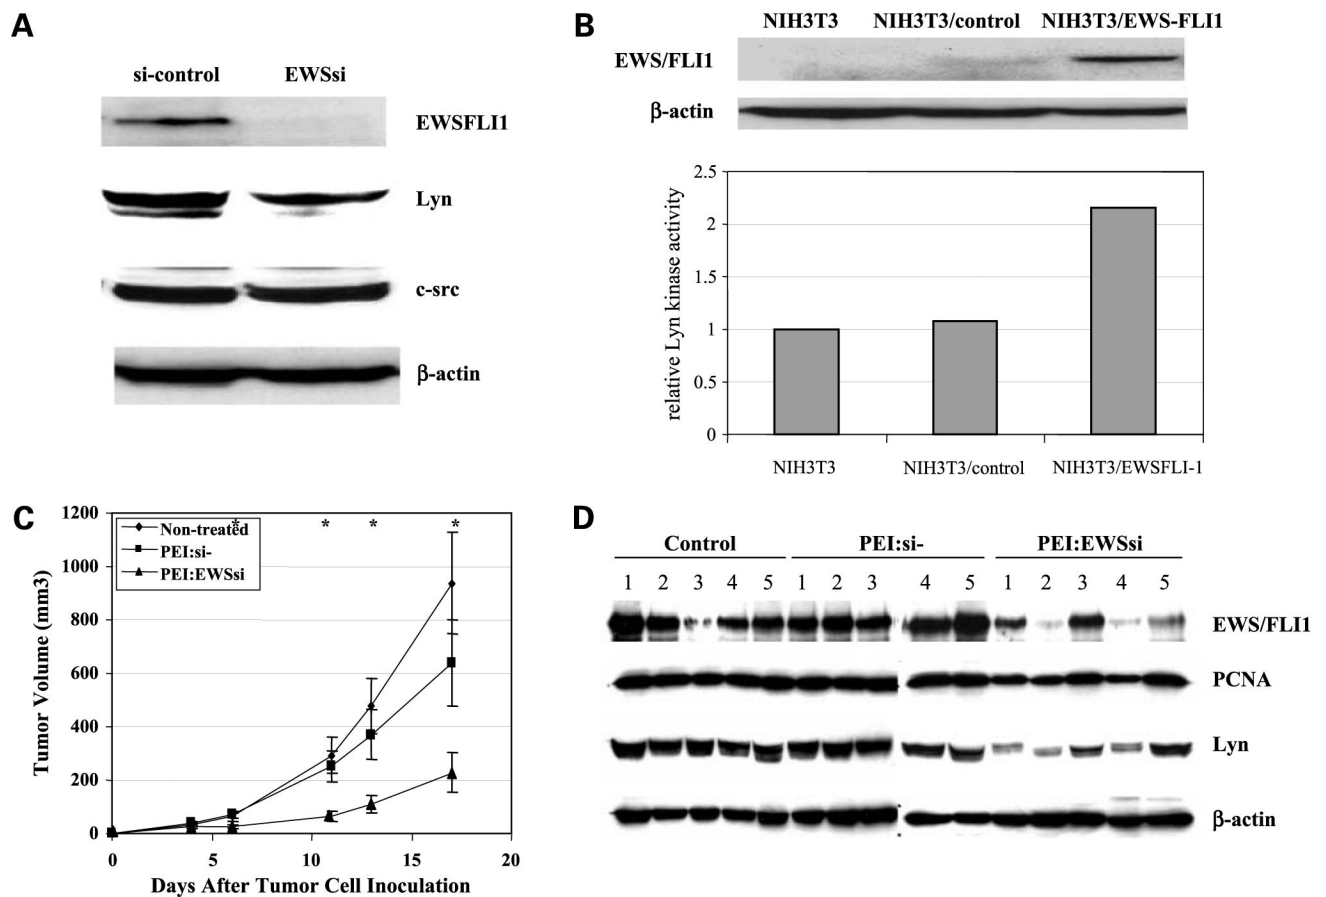 A
si-control EWSsi
EWSFLI1
Lyn
c-src
β-actin
B
NIH3T3 NIH3T3/control NIH3T3/EWS-FLI1
EWS/FLI1
β-actin
relative Lyn kinase activity
2.5
2
1.5
1
0.5
0
NIH3T3 NIH3T3/control NIH3T3/EWSFLI-1
C
Tumor Volume (mm3)
1200
1000
800
600
400
200
0
Non-treated
PEI:si-
PEI:EWSsi
* * * *
0 5 10 15 20
Days After Tumor Cell Inoculation
D
Control PEI:si- PEI:EWSsi
1 2 3 4 5 1 2 3 4 5 1 2 3 4 5
EWS/FLI1
PCNA
Lyn
β-actin